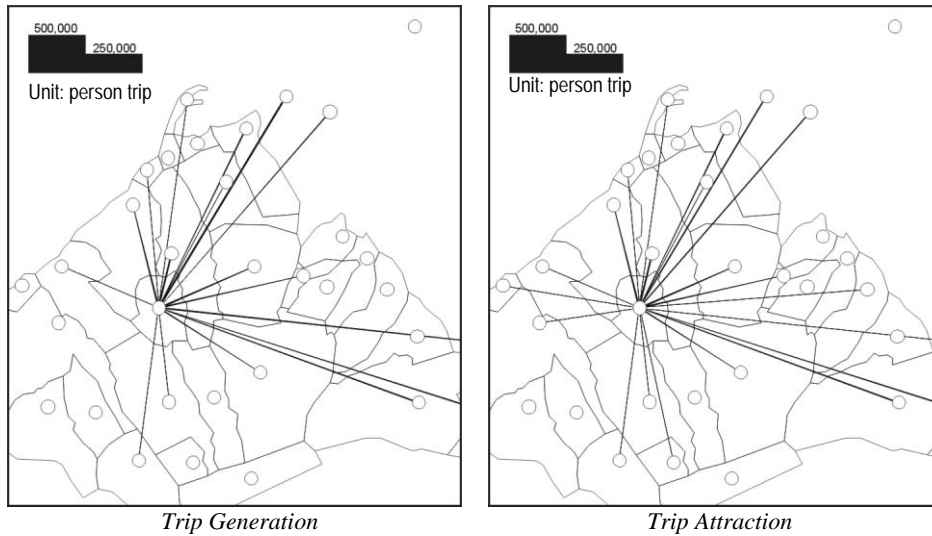 500,000
250,000
Unit: person trip
500,000
250,000
Unit: person trip
Trip Generation
Trip Attraction